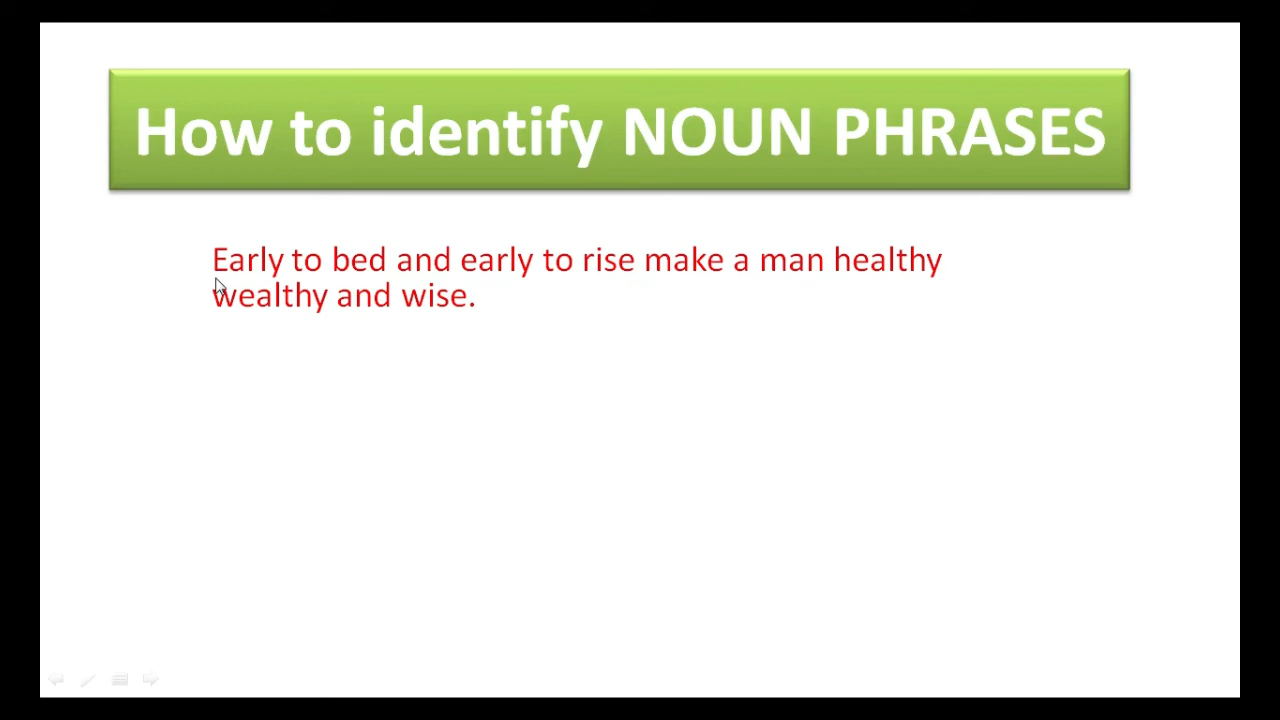 How to identify NOUN PHRASES
Early to bed and early to rise make a man healthy
wealthy and wise.